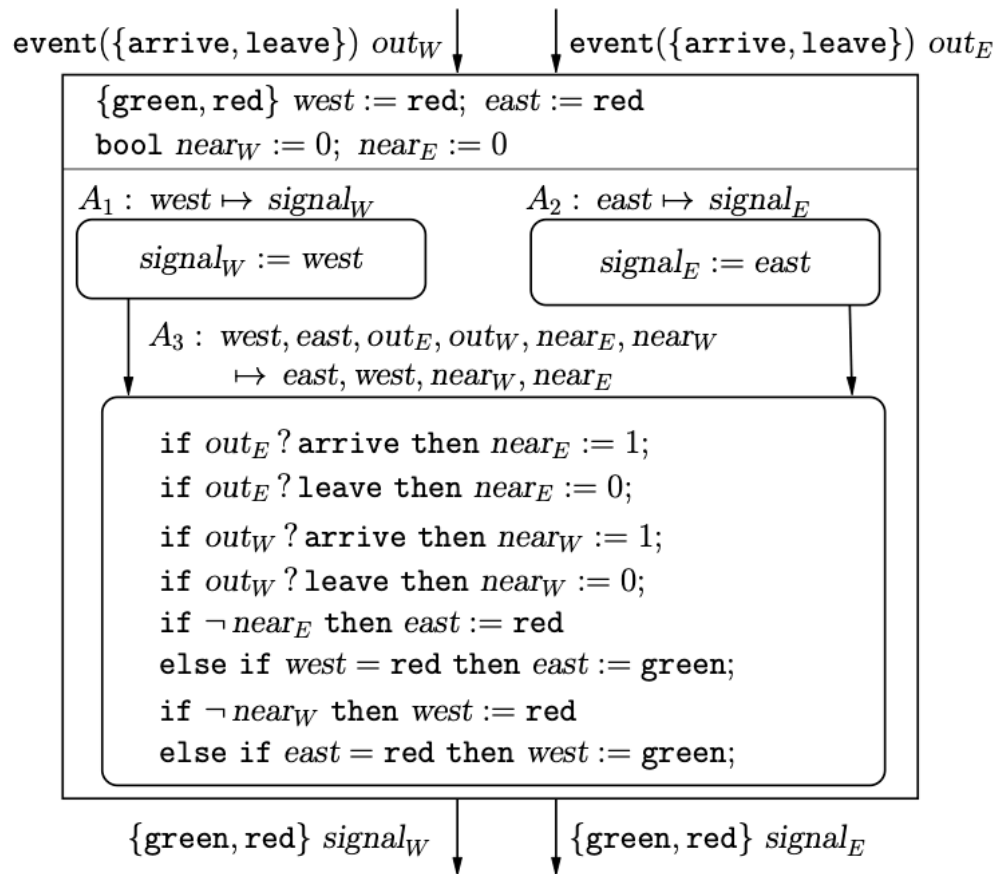 event({arrive, leave}) out_W event({arrive, leave}) out_E
{green, red} west := red; east := red
bool near_W := 0; near_E := 0
A_1 : west ↦ signal_W A_2 : east ↦ signal_E
signal_W := west signal_E := east
A_3 : west, east, out_E, out_W, near_E, near_W
↦ east, west, near_W, near_E
if out_E ? arrive then near_E := 1;
if out_E ? leave then near_E := 0;
if out_W ? arrive then near_W := 1;
if out_W ? leave then near_W := 0;
if ¬ near_E then east := red
else if west = red then east := green;
if ¬ near_W then west := red
else if east = red then west := green;
{green, red} signal_W {green, red} signal_E